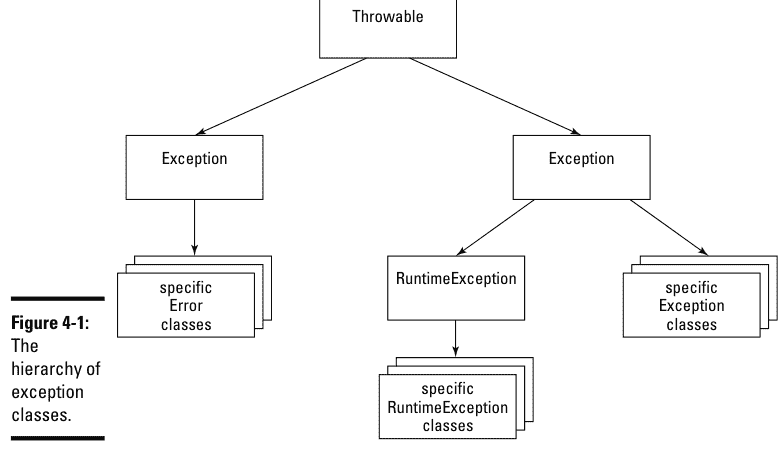 Throwable
Exception
Exception
specific
Error
classes
RuntimeException
specific
Exception
classes
specific
RuntimeException
classes
Figure 4-1:
The
hierarchy of
exception
classes.